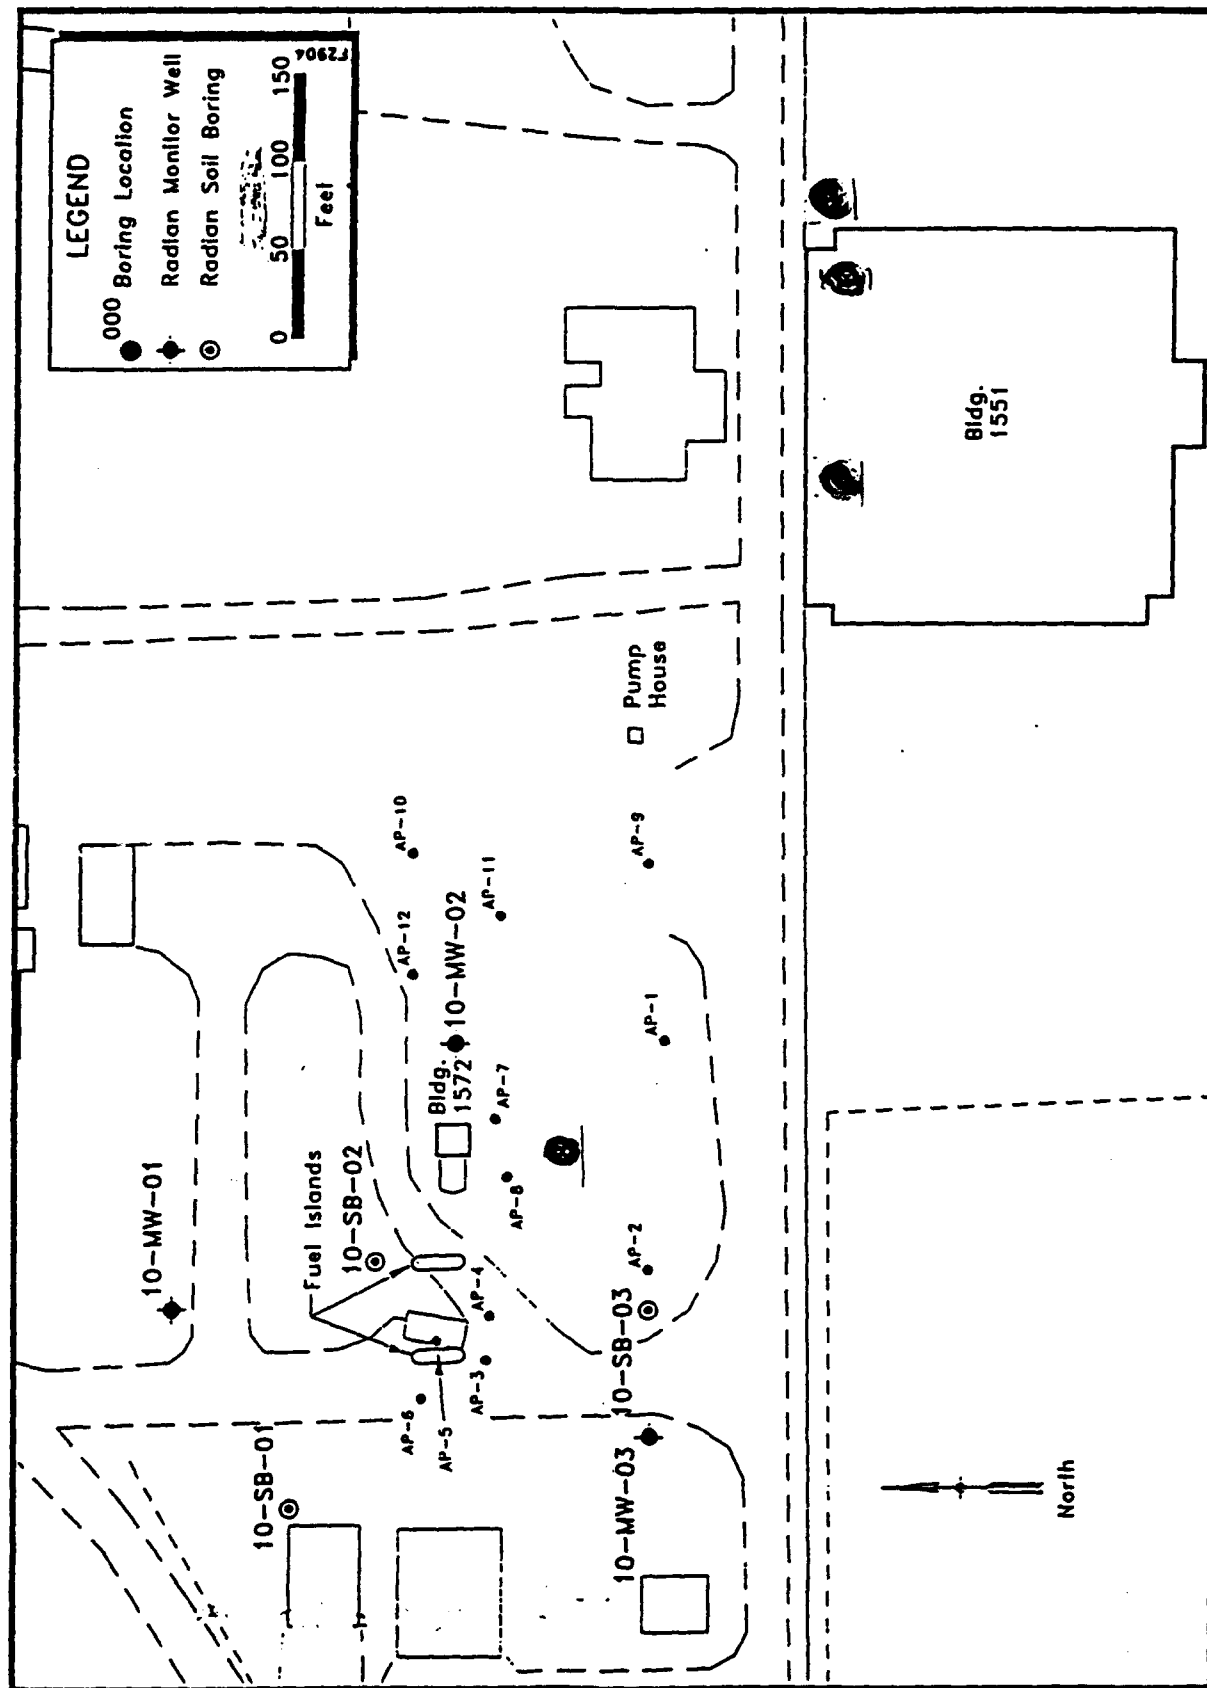 LEGEND
000
Boring Location
Radian Monitor Well
Radian Soil Boring
0 50 100 150
Feet
F2904
10-MW-01
Fuel Islands
10-SB-02
10-SB-01
Bldg.
1572
10-MW-02
AP-12
AP-10
AP-11
AP-7
AP-8
AP-4
AP-3
AP-6
AP-5
AP-2
10-SB-03
10-MW-03
AP-1
AP-9
Pump
House
Bldg.
1551
North